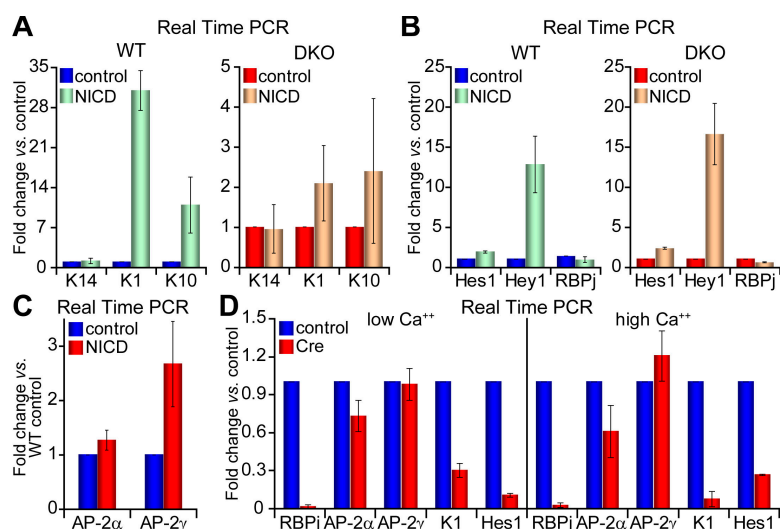 A
Real Time PCR
WT
DKO
Fold change vs. control
35
28
21
14
7
0
control
NICD
K14 K1 K10
5
4
3
2
1
0
control
NICD
K14 K1 K10
B
Real Time PCR
WT
DKO
Fold change vs. control
25
20
15
10
5
0
control
NICD
Hes1 Hey1 RBPj
25
20
15
10
5
0
control
NICD
Hes1 Hey1 RBPj
C
Real Time PCR
Fold change vs.
WT control
3
2
1
0
control
NICD
AP-2α AP-2γ
D
Real Time PCR
low Ca++
high Ca++
Fold change vs. control
1.5
1.2
0.9
0.6
0.3
0
control
Cre
RBPj AP-2α AP-2γ K1 Hes1 RBPj AP-2α AP-2γ K1 Hes1